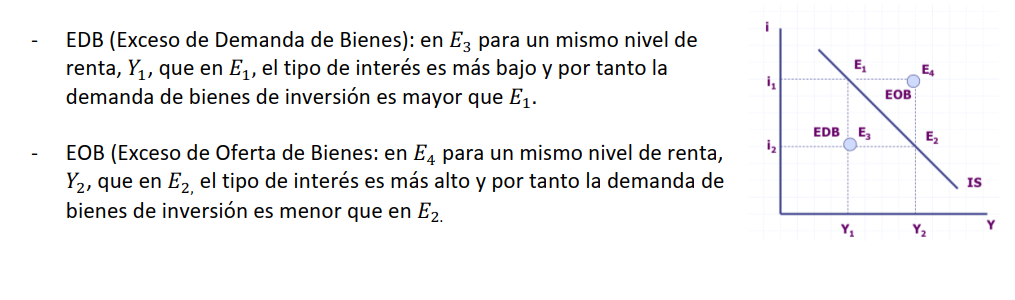 - EDB (Exceso de Demanda de Bienes): en E₃ para un mismo nivel de
renta, Y₁, que en E₁, el tipo de interés es más bajo y por tanto la
demanda de bienes de inversión es mayor que E₁.
- EOB (Exceso de Oferta de Bienes: en E₄ para un mismo nivel de renta,
Y₂, que en E₂, el tipo de interés es más alto y por tanto la demanda de
bienes de inversión es menor que en E₂.
i
E₁
E₄
i₁
EOB
EDB
E₃
E₂
i₂
IS
Y₁
Y₂
Y